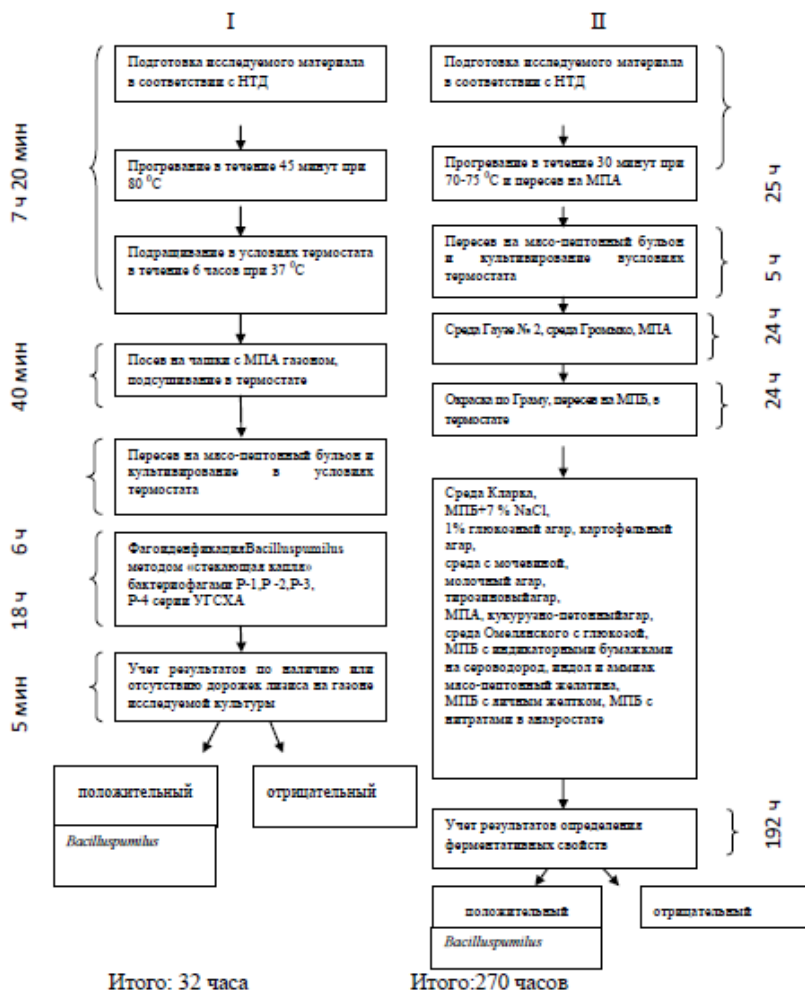 I
Подготовка исследуемого материала
в соответствии с НТД
Прогревание в течение 45 минут при
80 ⁰С
Подращивание в условиях термостата
в течение 6 часов при 37 ⁰С
Посев на чашки с МПА газоном,
подсушивание в термостате
Пересев на мясо-пептонный бульон и
культивирование в условиях
термостата
ФагоиденфикацияBacilluspumilus
методом «стекающая капля»
бактериофагами Р-1,Р -2,Р-3,
Р-4 серии УГСХА
Учет результатов по наличию или
отсутствию дорожек лизиса на газоне
исследуемой культуры
положительный
отрицательный
Bacilluspumilus
7 ч 20 мин
40 мин
6 ч
18 ч
5 мин
Итого: 32 часа
II
Подготовка исследуемого материала
в соответствии с НТД
Прогревание в течение 30 минут при
70-75 ⁰С и пересев на МПА
Пересев на мясо-пептонный бульон
и культивирование вусловиях
термостата
Среда Гаузе № 2, среда Громыко, МПА
Окраска по Граму, пересев на МПБ, в
термостате
Среда Кларка,
МПБ+7 % NaCl,
1% глюкозный агар, картофельный
агар,
среда с мочевиной,
молочный агар,
тирозиновыйагар,
МПА, кукурузно-петонныйагар,
среда Омелянского с глюкозой,
МПБ с индикаторными бумажками
на сероводород, индол и аммиак
мясо-пептонный желатина,
МПБ с яичным желтком, МПБ с
нитратами в анаэростате
Учет результатов определения
ферментативных свойств
положительный
отрицательный
Bacilluspumilus
25 ч
5 ч
24 ч
24 ч
192 ч
Итого:270 часов